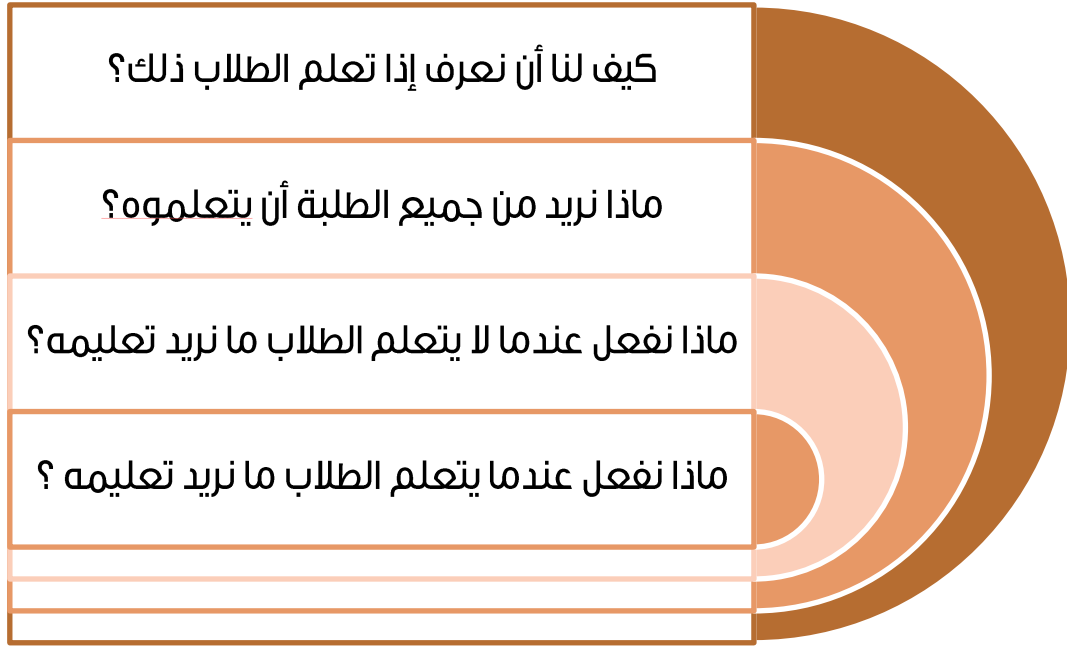 كيف لنا أن نعرف إذا تعلم الطلاب ذلك؟
ماذا نريد من جميع الطلبة أن يتعلموه؟
ماذا نفعل عندما لا يتعلم الطلاب ما نريد تعليمه؟
ماذا نفعل عندما يتعلم الطلاب ما نريد تعليمه ؟